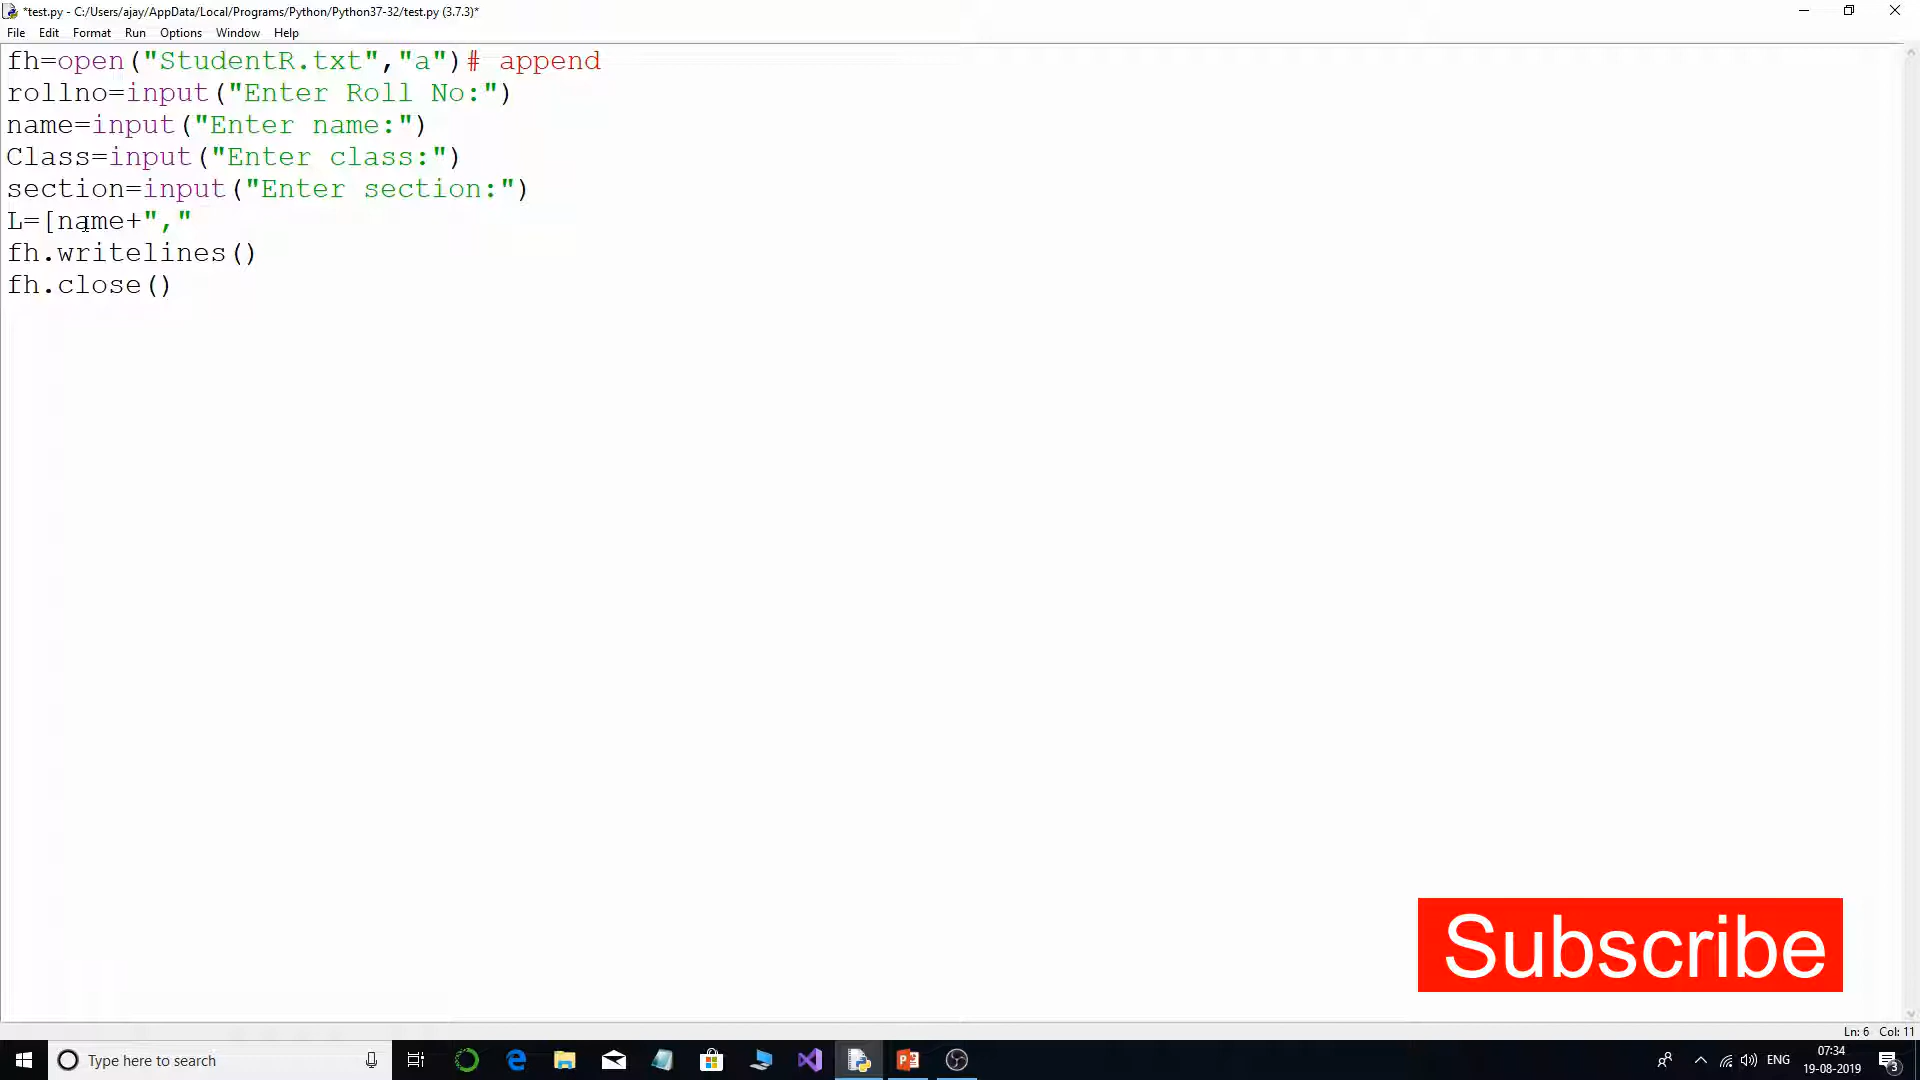 *test.py - C:/Users/ajay/AppData/Local/Programs/Python/Python37-32/test.py (3.7.3)*
File Edit Format Run Options Window Help
fh=open("StudentR.txt","a")# append
rollno=input("Enter Roll No:")
name=input("Enter name:")
Class=input("Enter class:")
section=input("Enter section:")
L=[name+","
fh.writelines()
fh.close()
Subscribe
Ln: 6 Col: 11
Type here to search
ENG
07:34
19-08-2019
3